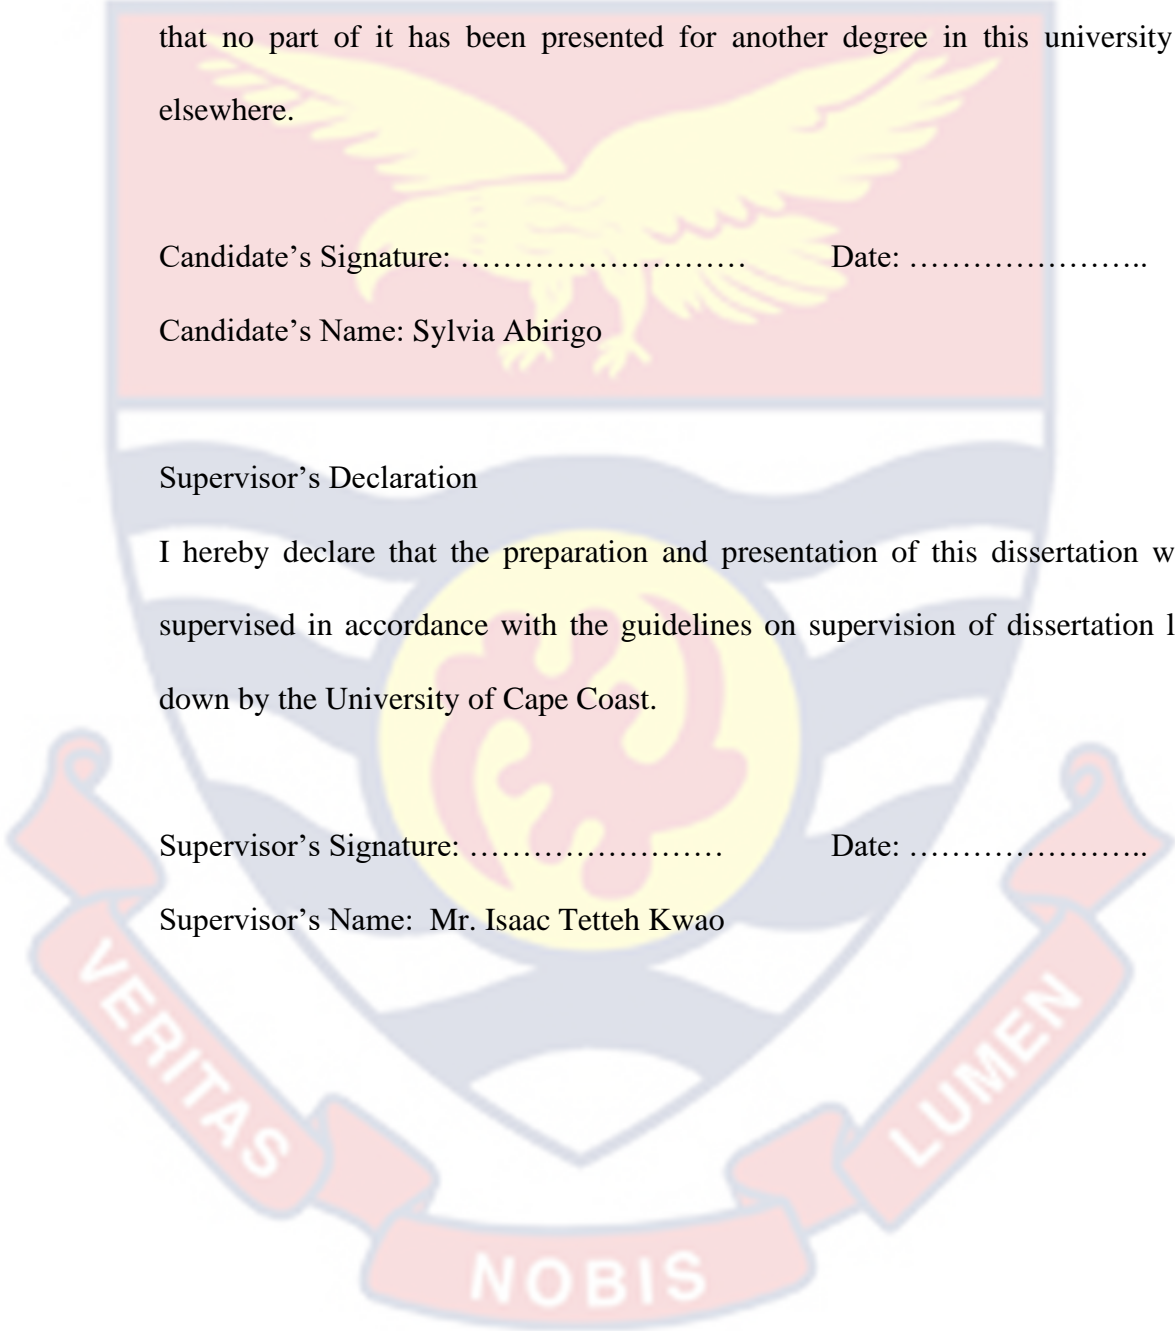 that no part of it has been presented for another degree in this university
elsewhere.
Candidate’s Signature: ……………………… Date: …………………..
Candidate’s Name: Sylvia Abirigo
Supervisor’s Declaration
I hereby declare that the preparation and presentation of this dissertation w
supervised in accordance with the guidelines on supervision of dissertation l
down by the University of Cape Coast.
Supervisor’s Signature: …………………… Date: …………………..
Supervisor’s Name: Mr. Isaac Tetteh Kwao
VERITAS
NOBIS
LUMEN